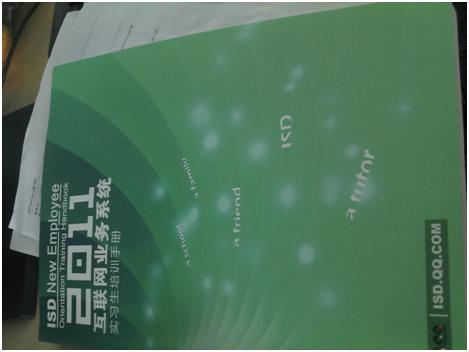 ISD New Employee
Orientation Training Handbook
2011
互联网业务系统
实习生培训手册
a school
a family
a friend
ISD
a tutor
ISD.QQ.COM